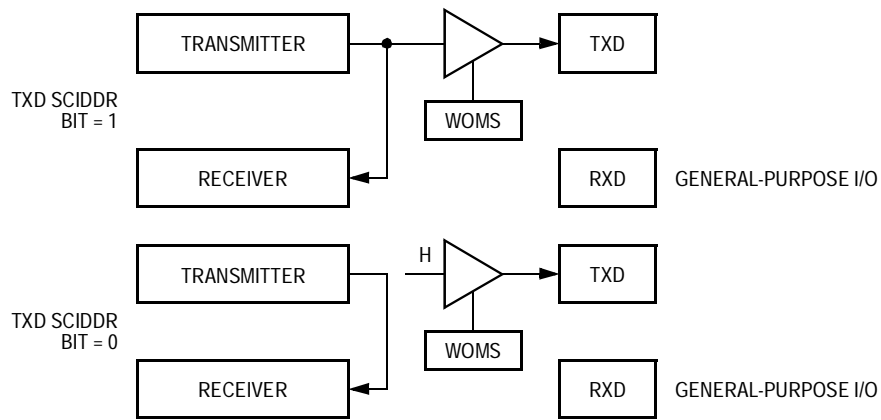 TRANSMITTER
TXD
TXD SCIDDR
BIT = 1
WOMS
RECEIVER
RXD
GENERAL-PURPOSE I/O
TRANSMITTER
H
TXD
TXD SCIDDR
BIT = 0
WOMS
RECEIVER
RXD
GENERAL-PURPOSE I/O